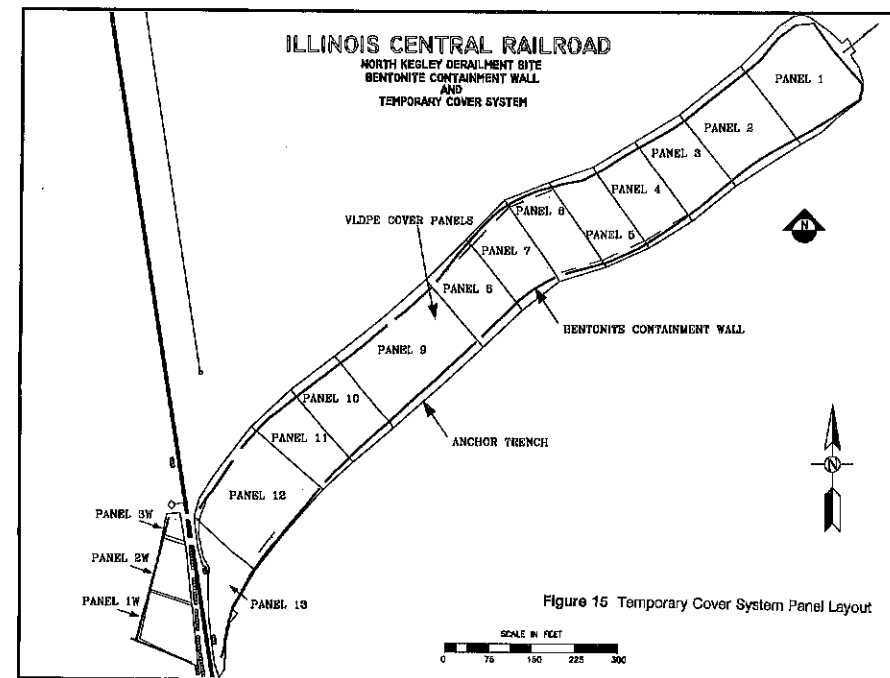 ILLINOIS CENTRAL RAILROAD
NORTH KEGLEY DERAILMENT SITE
BENTONITE CONTAINMENT WALL
AND
TEMPORARY COVER SYSTEM
PANEL 1
PANEL 2
PANEL 3
PANEL 4
PANEL 5
PANEL 6
PANEL 7
PANEL 8
PANEL 9
PANEL 10
PANEL 11
PANEL 12
PANEL 13
VLDPE COVER PANELS
N
BENTONITE CONTAINMENT WALL
ANCHOR TRENCH
N
PANEL 3W
PANEL 2W
PANEL 1W
Figure 15 Temporary Cover System Panel Layout
SCALE IN FEET
0 75 150 225 300